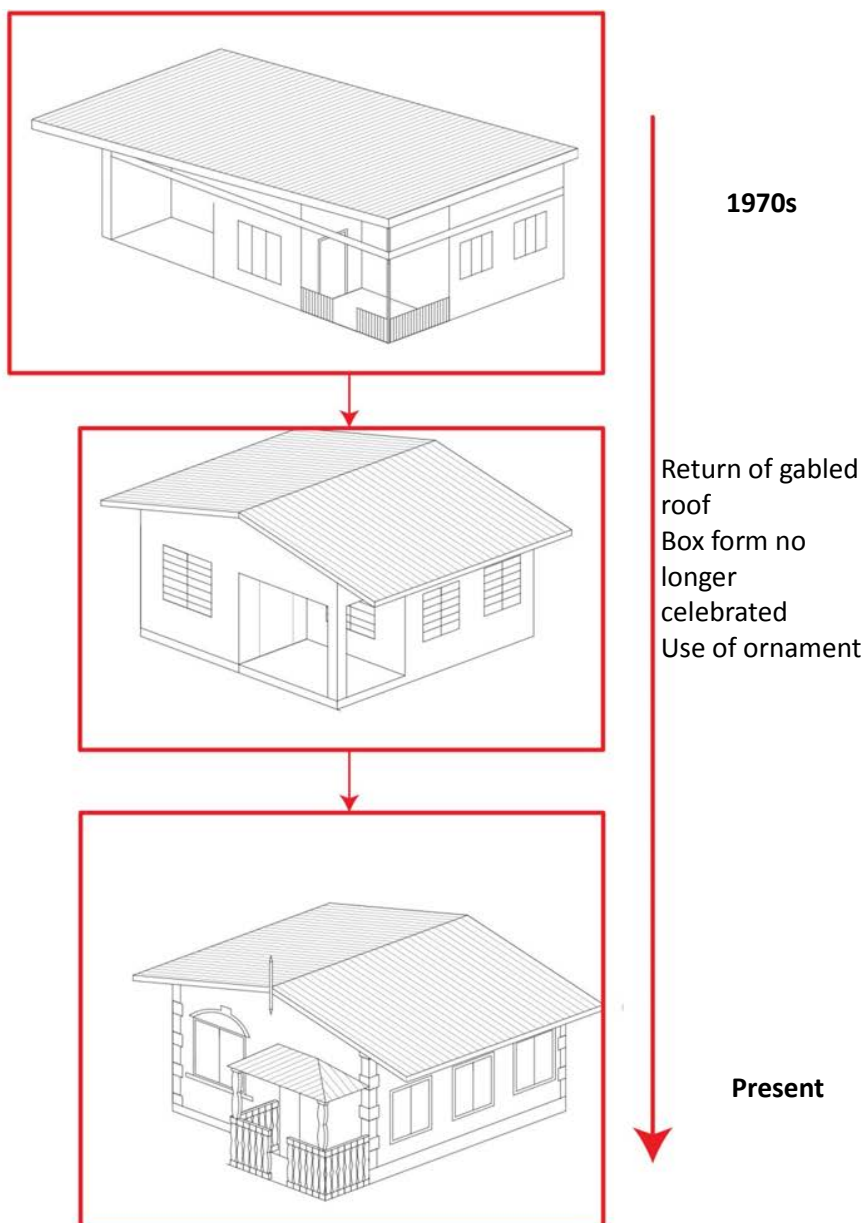 1970s
Return of gabled
roof
Box form no
longer
celebrated
Use of ornament
Present